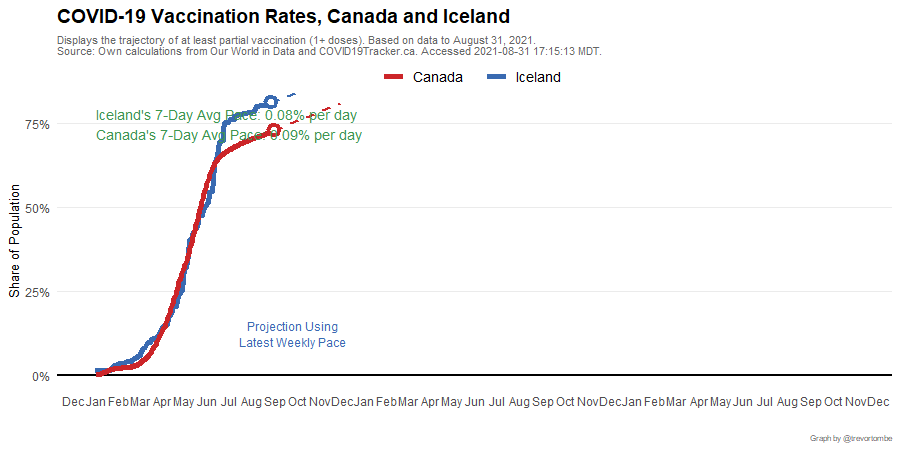 COVID-19 Vaccination Rates, Canada and Iceland
Displays the trajectory of at least partial vaccination (1+ doses). Based on data to August 31, 2021.
Source: Own calculations from Our World in Data and COVID19Tracker.ca. Accessed 2021-08-31 17:15:13 MDT.
Canada Iceland
Iceland's 7-Day Avg Pace: 0.08% per day
Canada's 7-Day Avg Pace: 0.09% per day
75%
50%
25%
0%
Share of Population
Projection Using
Latest Weekly Pace
Dec Jan Feb Mar Apr May Jun Jul Aug Sep Oct Nov Dec Jan Feb Mar Apr May Jun Jul Aug Sep Oct Nov Dec Jan Feb Mar Apr May Jun Jul Aug Sep Oct Nov Dec
Graph by @trevortombe